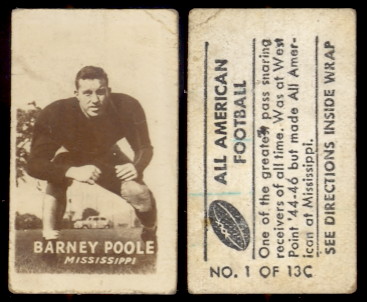 BARNEY POOLE
MISSISSIPPI
ALL AMERICAN
FOOTBALL
One of the greatest pass snaring
receivers of all time. Was at West
Point '44-46 but made All Amer-
ican at Mississippi.
SEE DIRECTIONS INSIDE WRAP
NO. 1 OF 13C